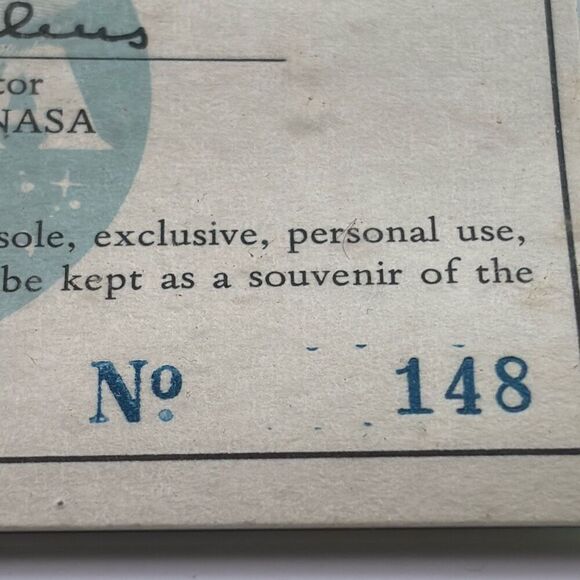 tor
NASA
sole, exclusive, personal use,
be kept as a souvenir of the
No. 148